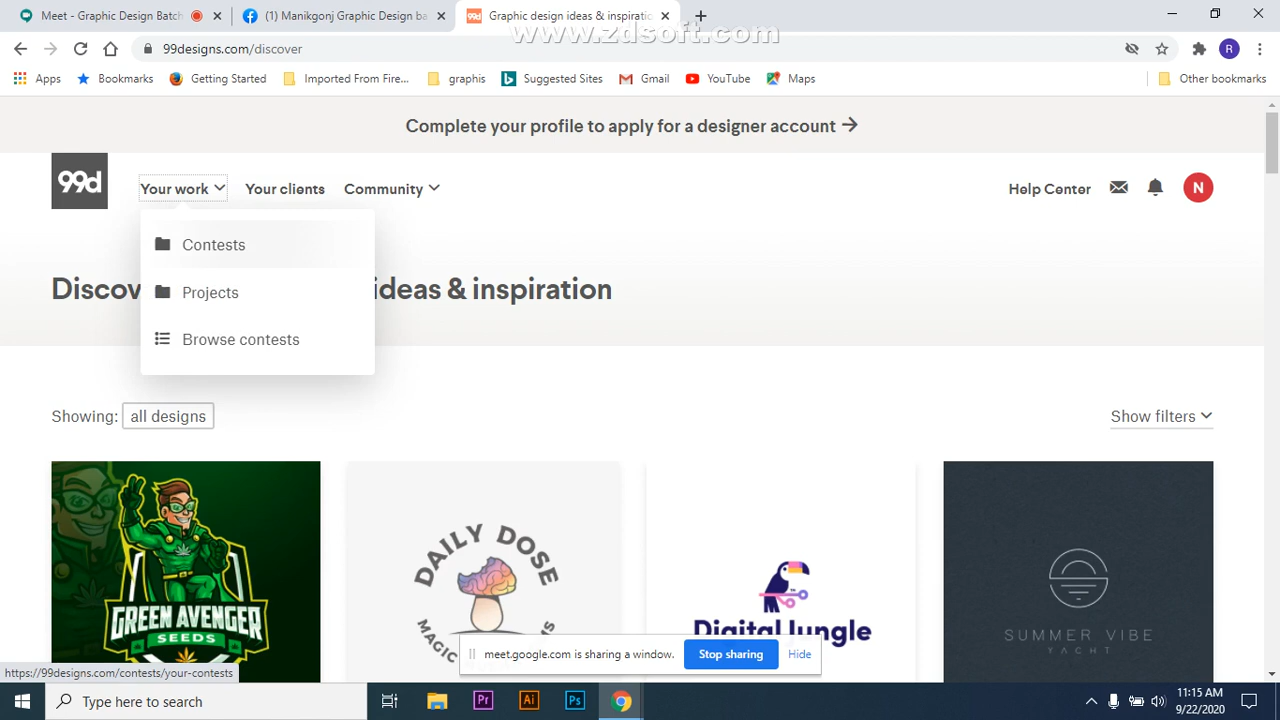 Meet - Graphic Design Batch
(1) Manikgonj Graphic Design ba
Graphic design ideas & inspiratio
www.zdsoft.com
99designs.com/discover
R
Apps
Bookmarks
Getting Started
Imported From Fire...
graphis
Suggested Sites
Gmail
YouTube
Maps
Other bookmarks
Complete your profile to apply for a designer account →
99d
Your work
Your clients
Community
Help Center
N
Contests
Projects
Browse contests
Discov
ideas & inspiration
Showing: all designs
Show filters
GREEN AVENGER
SEEDS
DAILY DOSE
Digital Jungle
SUMMER VIBE
YACHT
meet.google.com is sharing a window.
Stop sharing
Hide
https://99designs.com/contests/your-contests
Type here to search
Pr
Ai
Ps
11:15 AM
9/22/2020